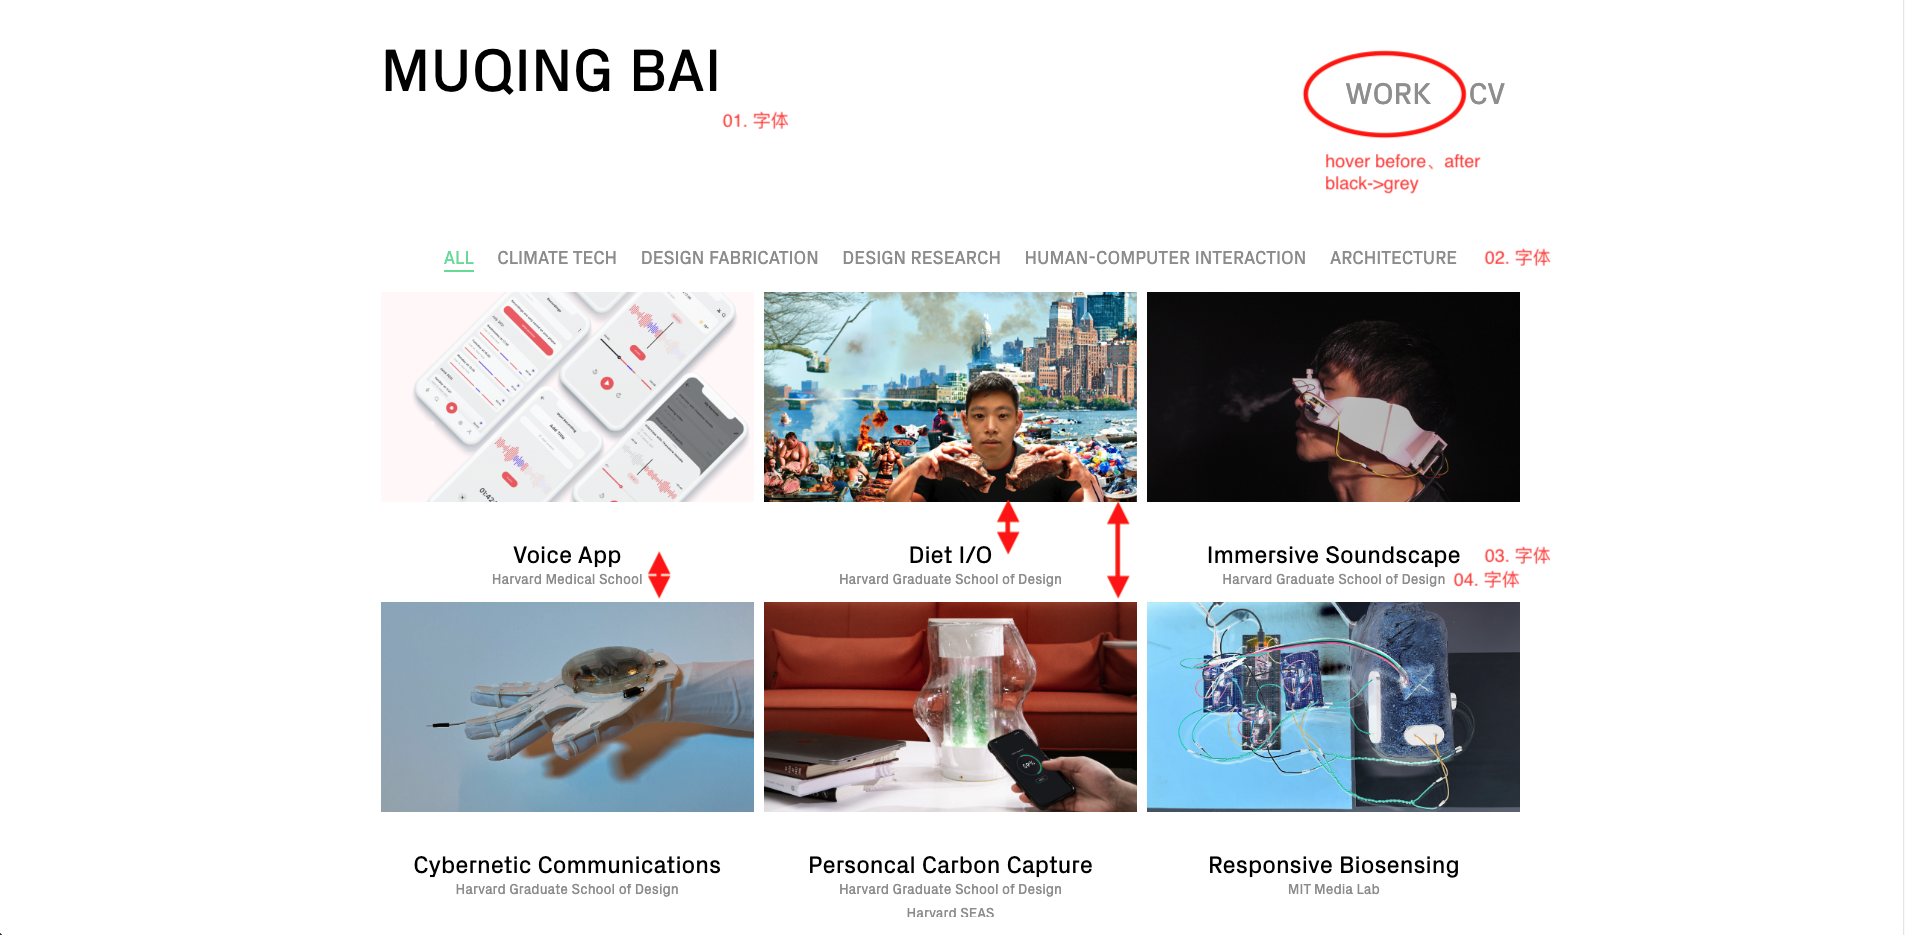 MUQING BAI
01. 字体
WORK CV
hover before、after
black->grey
ALL CLIMATE TECH DESIGN FABRICATION DESIGN RESEARCH HUMAN-COMPUTER INTERACTION ARCHITECTURE 02. 字体
Voice App
Harvard Medical School
Diet I/O
Harvard Graduate School of Design
Immersive Soundscape 03. 字体
Harvard Graduate School of Design 04. 字体
Cybernetic Communications
Harvard Graduate School of Design
Personcal Carbon Capture
Harvard Graduate School of Design
Harvard SEAS
Responsive Biosensing
MIT Media Lab